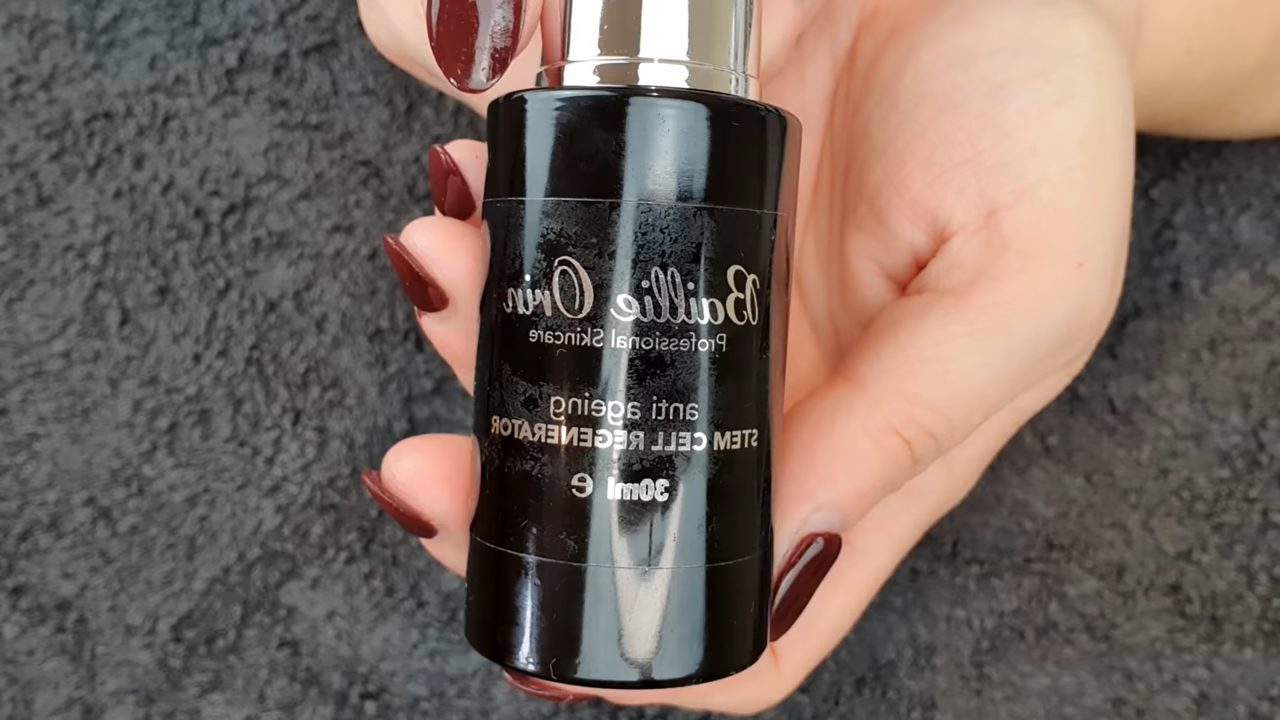 Baillie Orin
Professional Skincare
anti ageing
STEM CELL REGENERATOR
30ml e